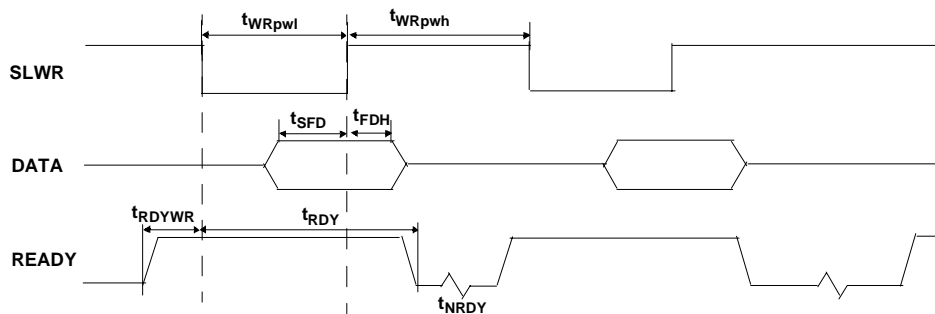 tWRpwl tWRpwh
SLWR
tSFD tFDH
DATA
tRDYWR tRDY
READY
tNRDY